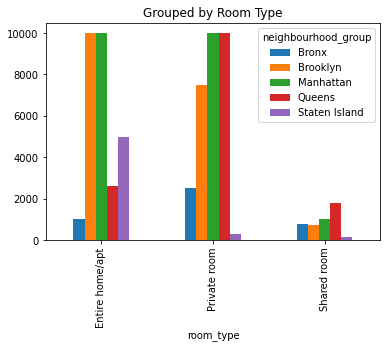 Grouped by Room Type
neighbourhood_group
Bronx
Brooklyn
Manhattan
Queens
Staten Island
10000
8000
6000
4000
2000
0
Entire home/apt
Private room
Shared room
room_type